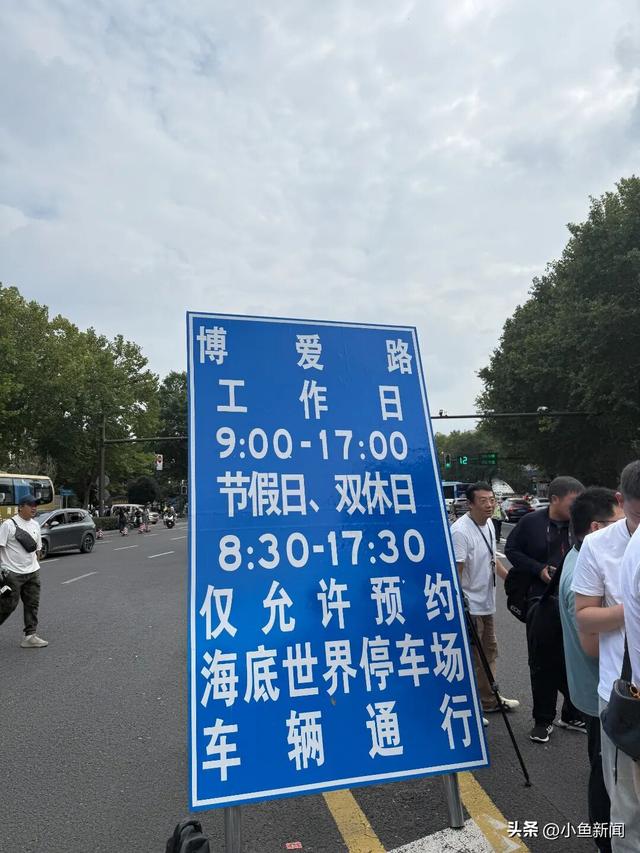 博爱路
工作日
9:00-17:00
节假日、双休日
8:30-17:30
仅允许预约
海底世界停车场
车辆通行
12
头条 @小鱼新闻